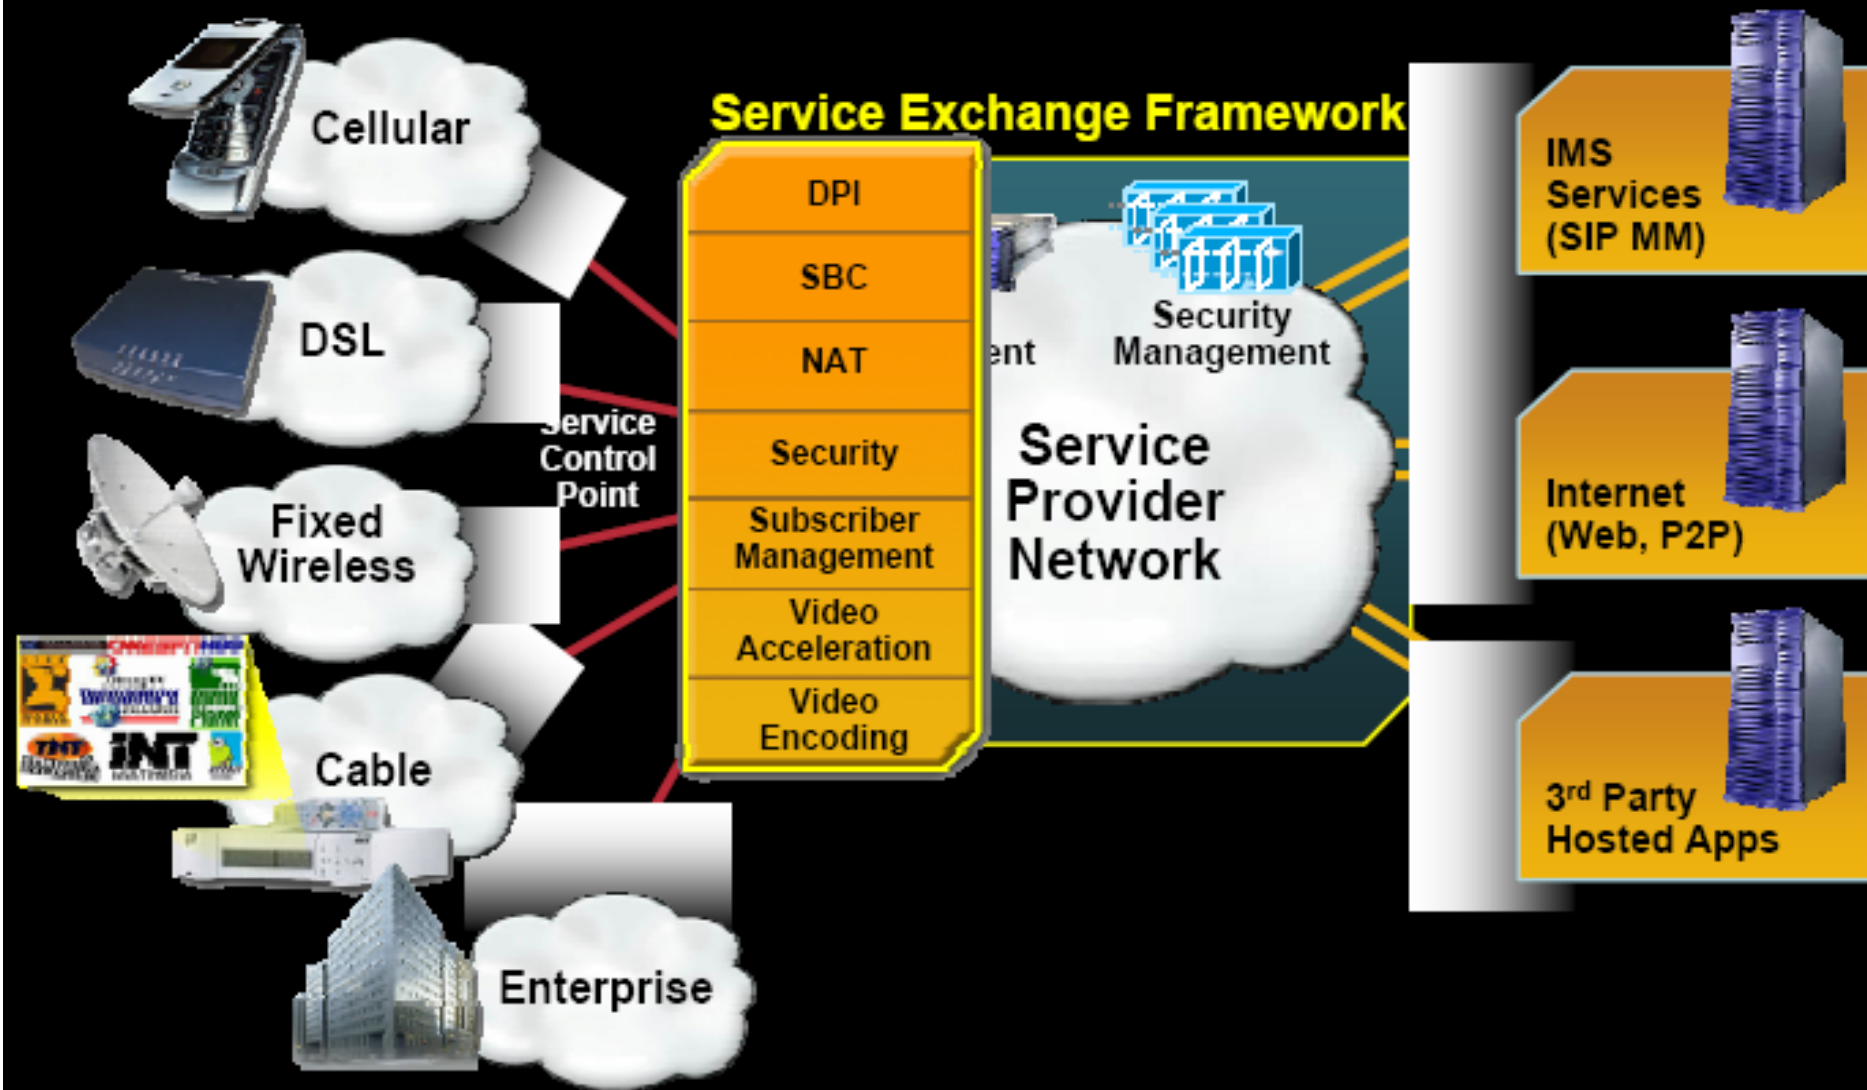 Service Exchange Framework
Cellular
DSL
Fixed
Wireless
Cable
Enterprise
TNT
Service
Control
Point
DPI
SBC
NAT
Security
Subscriber
Management
Video
Acceleration
Video
Encoding
ent
Security
Management
Service
Provider
Network
IMS
Services
(SIP MM)
Internet
(Web, P2P)
3rd Party
Hosted Apps